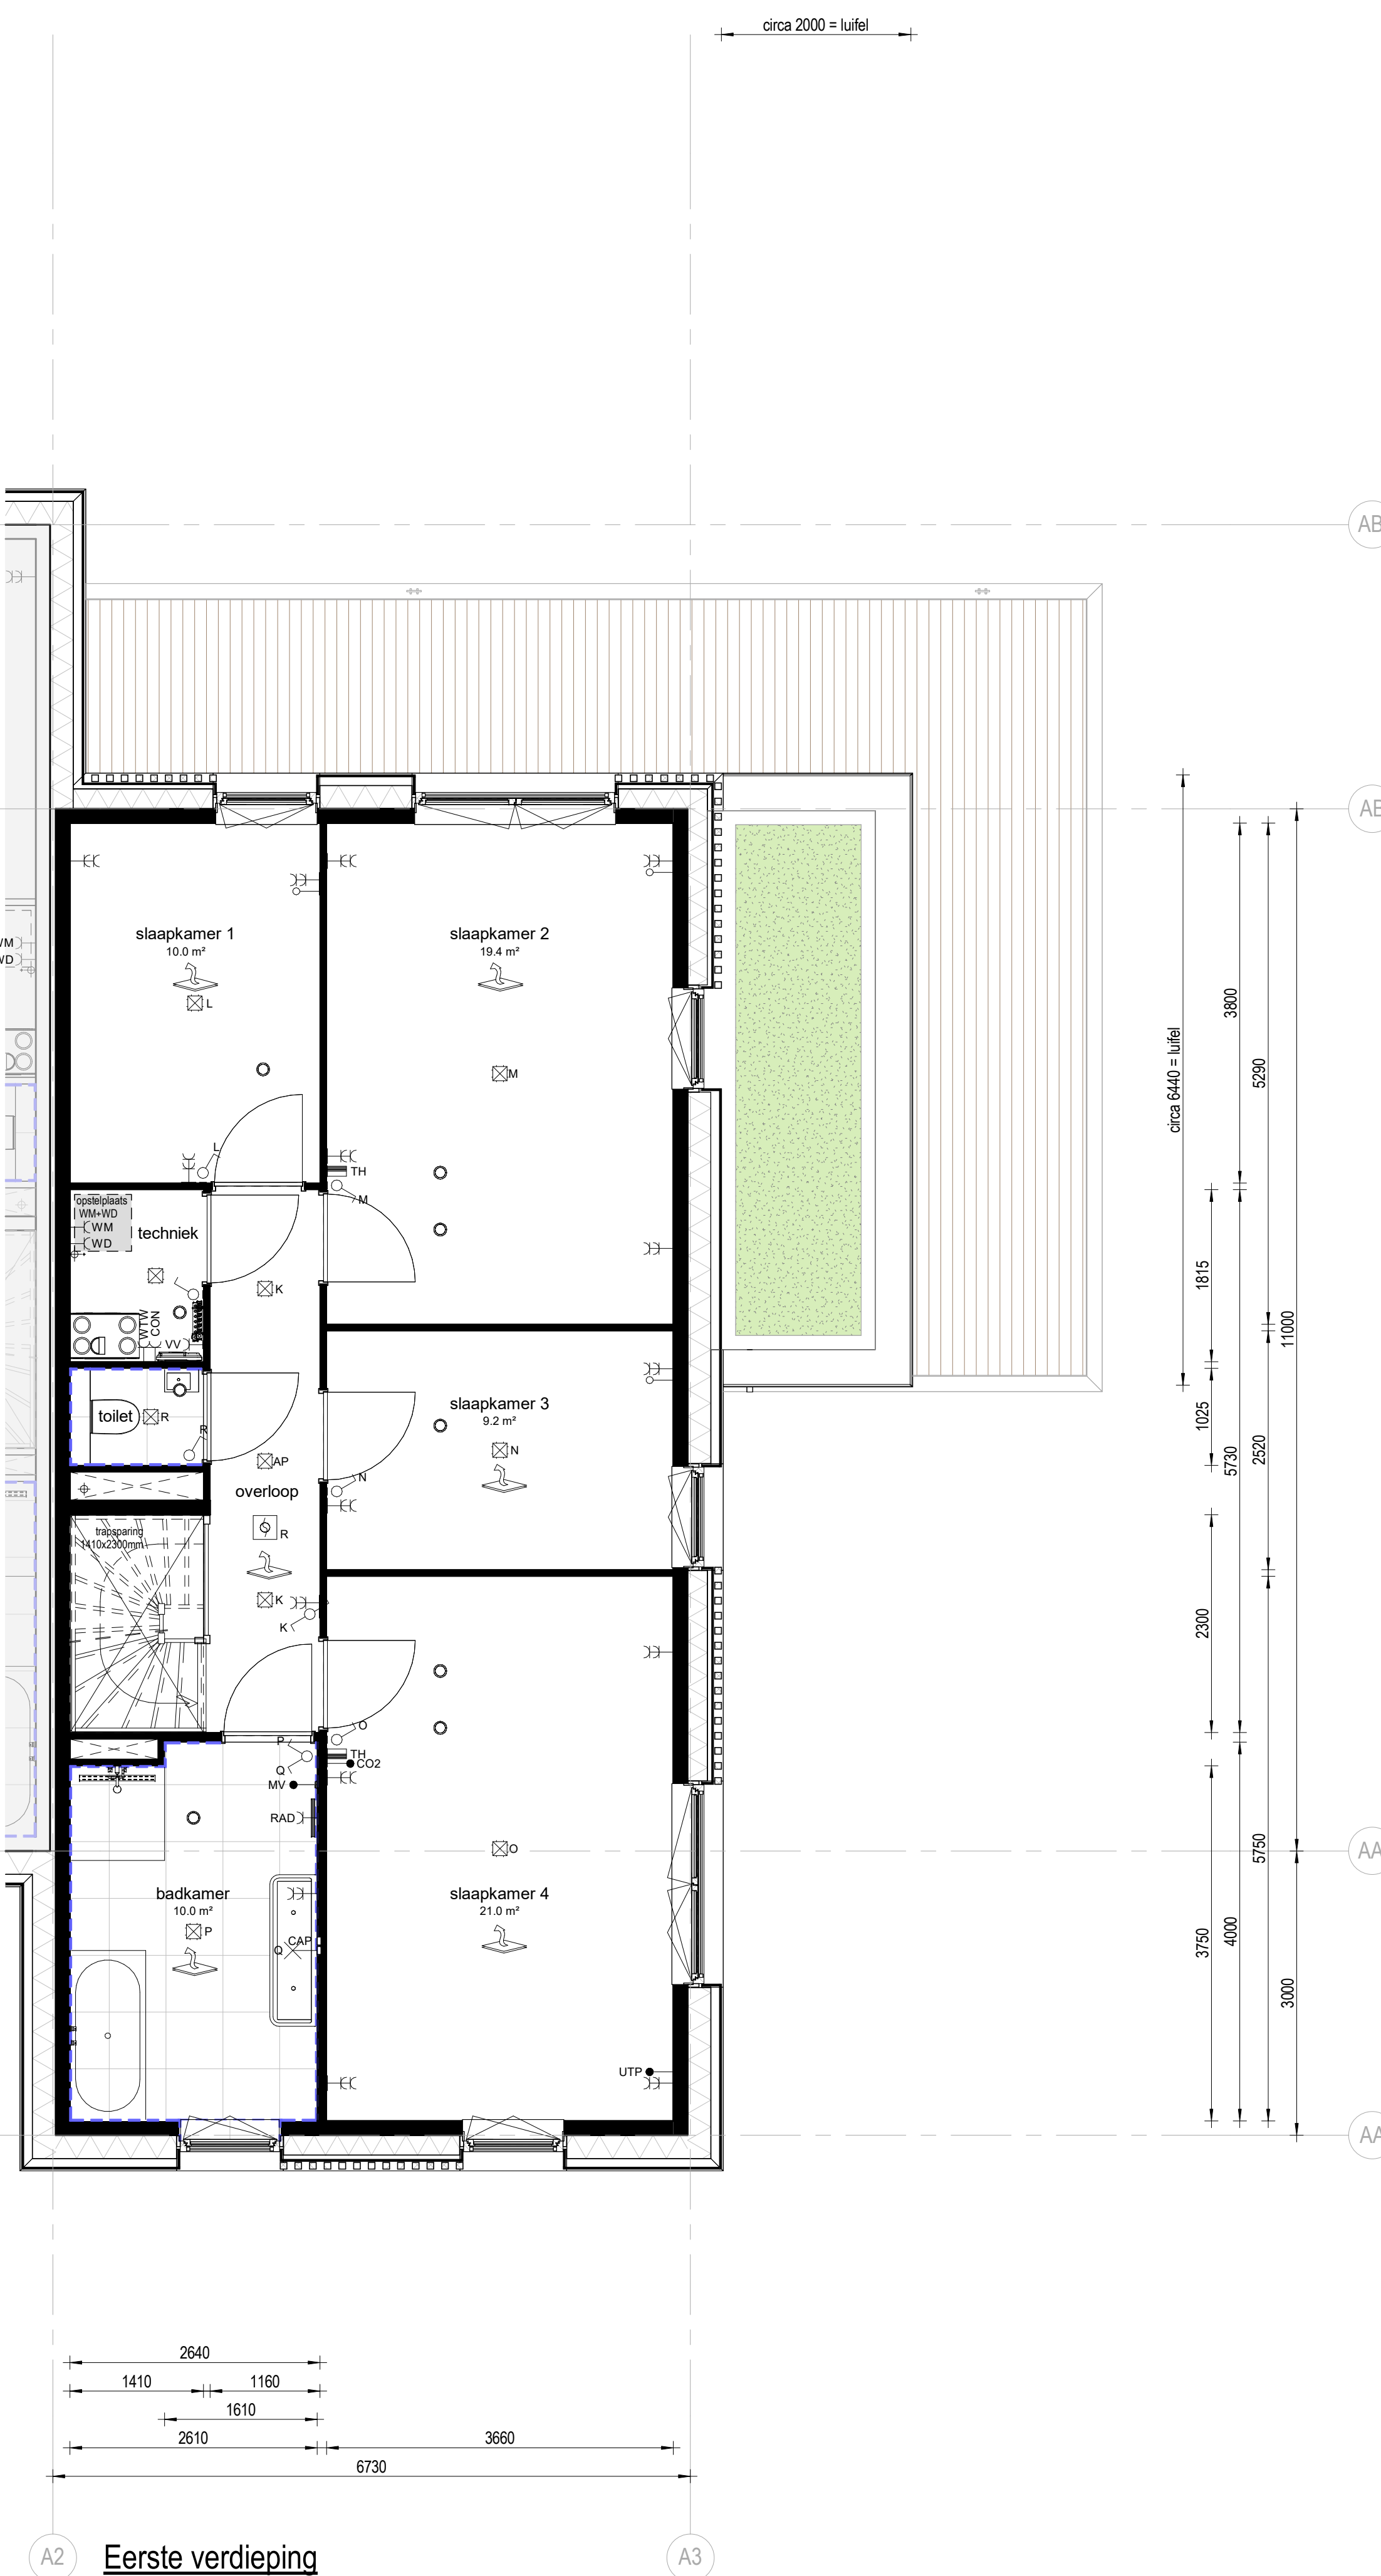 circa 2000 = luifel
AB
AB
WM
WD
slaapkamer 1
10.0 m²
L
slaapkamer 2
19.4 m²
M
3800
5290
circa 6440 = luifel
L
TH
M
opstelplaats
WM+WD
WM
WD
techniek
K
WTW
CON
VV
1815
11000
toilet
R
R
slaapkamer 3
9.2 m²
N
1025
5730
2520
AP
N
overloop
R
trapsparing
1410x2300mm
K
K
2300
O
P
Q
TH
CO2
MV
RAD
O
5750
AA
badkamer
10.0 m²
P
CAP
Q
slaapkamer 4
21.0 m²
3750
4000
3000
UTP
AA
2640
1410
1160
1610
2610
3660
6730
A2
Eerste verdieping
A3